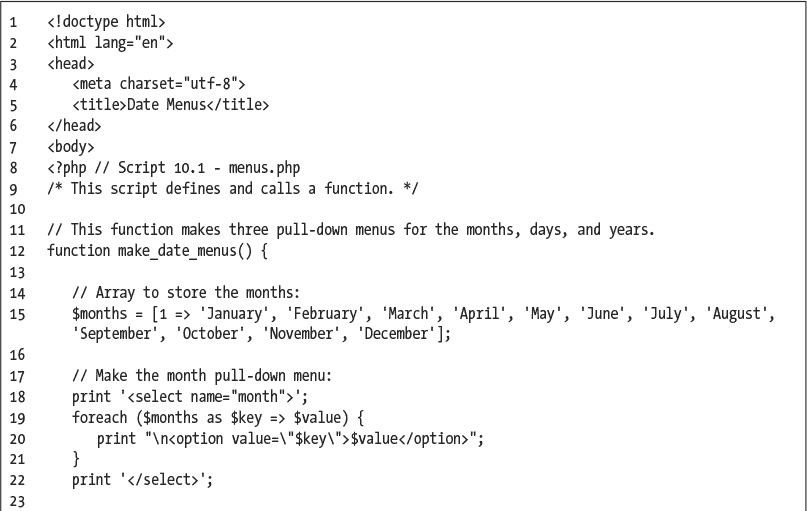 1 <!doctype html>
2 <html lang="en">
3 <head>
4 <meta charset="utf-8">
5 <title>Date Menus</title>
6 </head>
7 <body>
8 <?php // Script 10.1 - menus.php
9 /* This script defines and calls a function. */
10
11 // This function makes three pull-down menus for the months, days, and years.
12 function make_date_menus() {
13
14 // Array to store the months:
15 $months = [1 => 'January', 'February', 'March', 'April', 'May', 'June', 'July', 'August',
'September', 'October', 'November', 'December'];
16
17 // Make the month pull-down menu:
18 print '<select name="month">';
19 foreach ($months as $key => $value) {
20 print "\n<option value=\"$key\">$value</option>";
21 }
22 print '</select>';
23